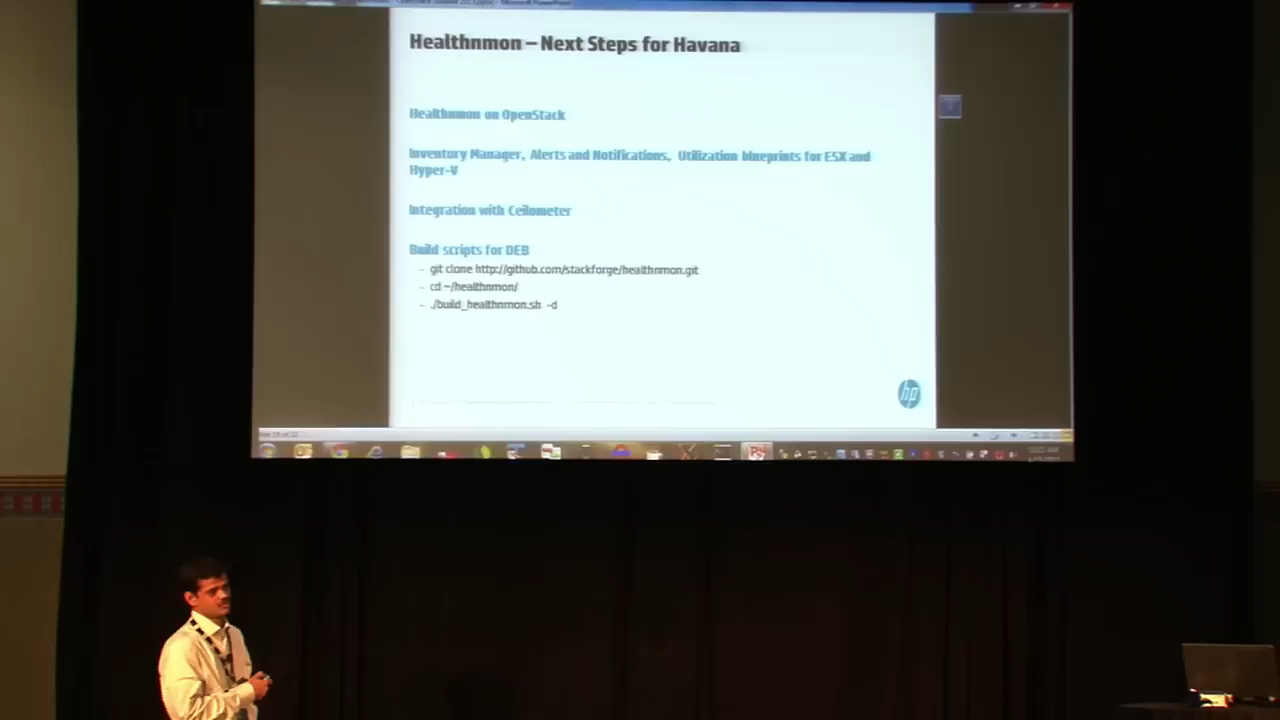 Healthnmon – Next Steps for Havana
Healthnmon on OpenStack
Inventory Manager, Alerts and Notifications, Utilization blueprints for ESX and
Hyper-V
Integration with Ceilometer
Build scripts for DEB
– git clone http://github.com/stackforge/healthnmon.git
– cd ~/healthnmon/
– ./build_healthnmon.sh -d
hp